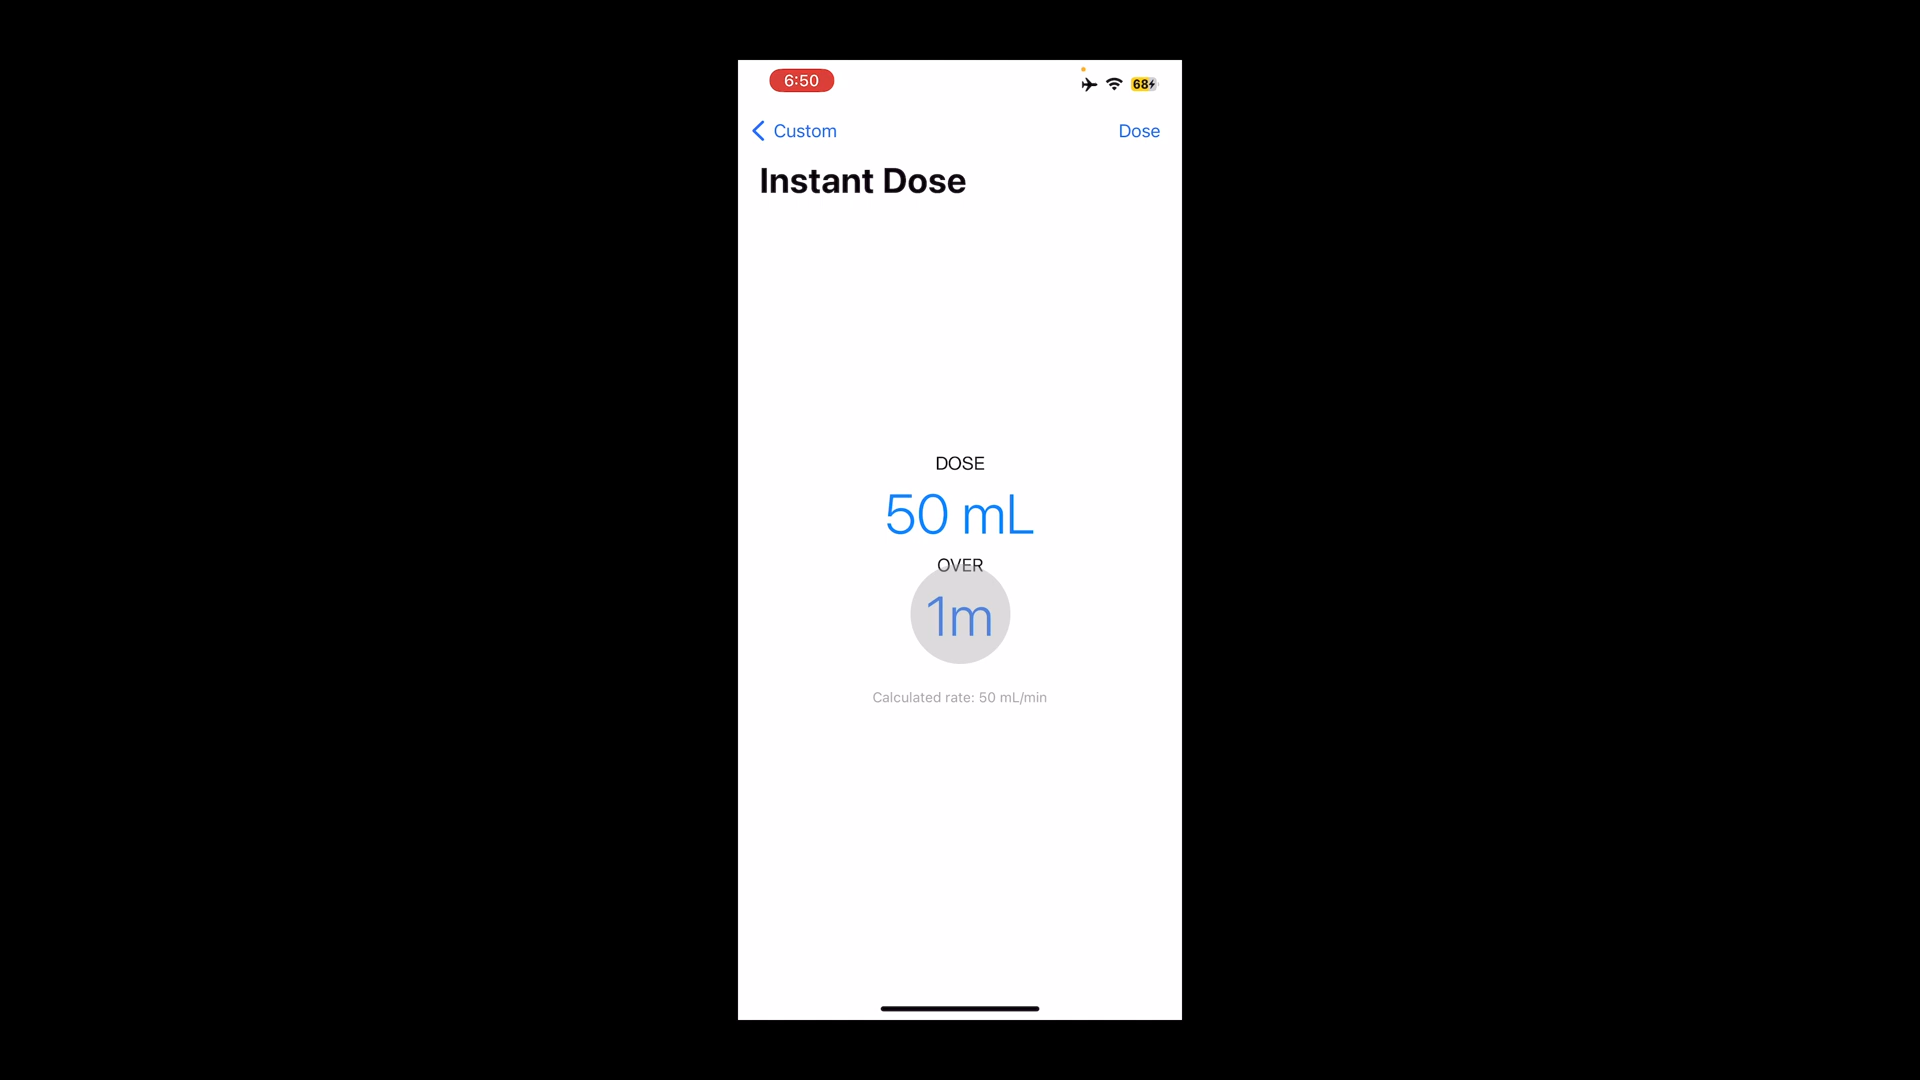 6:50
68
Custom
Dose
Instant Dose
DOSE
50 mL
OVER
1m
Calculated rate: 50 mL/min